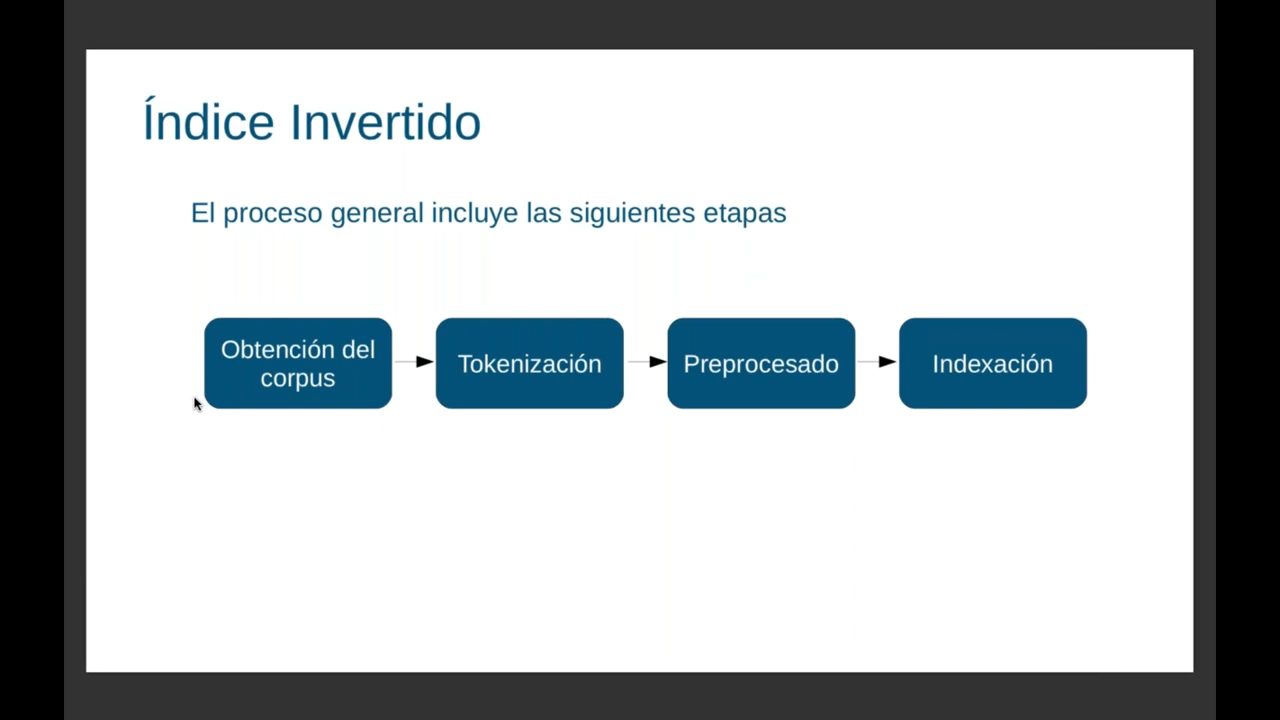 Índice Invertido
El proceso general incluye las siguientes etapas
Obtención del
corpus
Tokenización
Preprocesado
Indexación